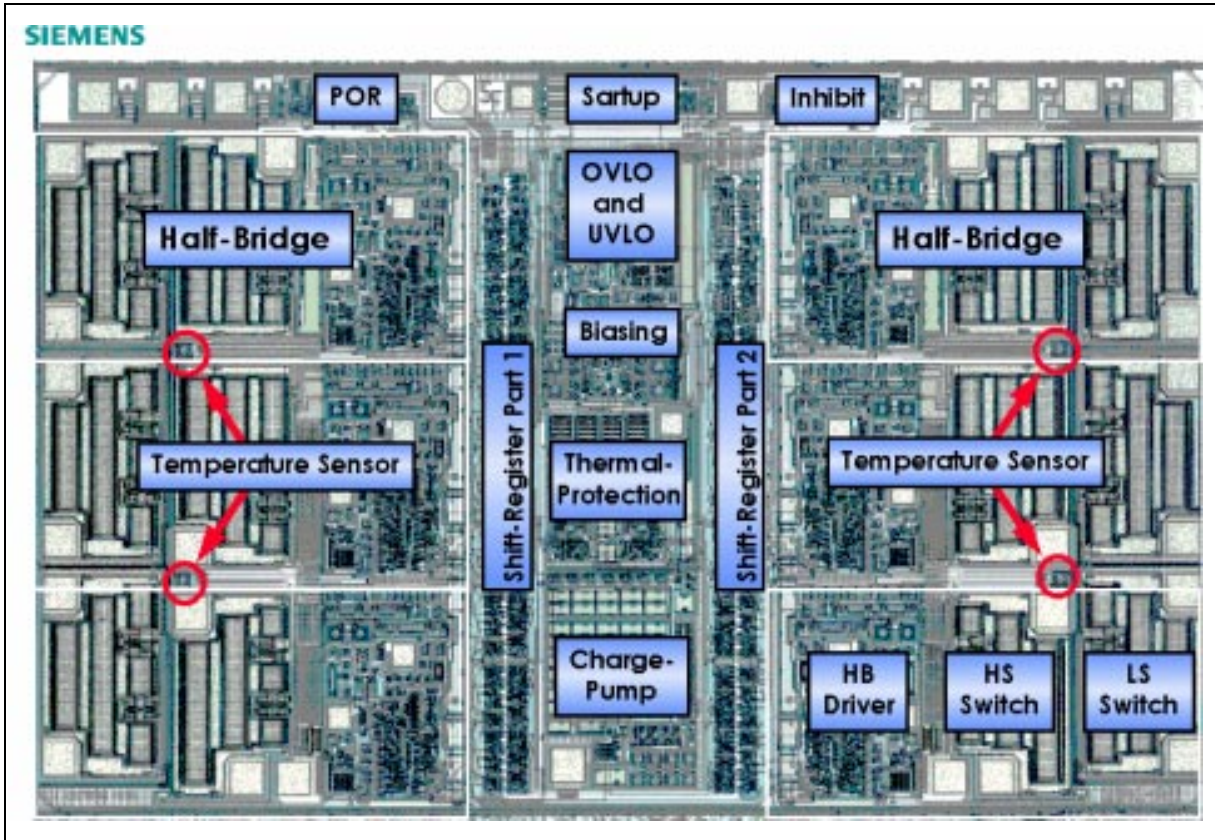 SIEMENS
POR
Sartup
Inhibit
OVLO
and
UVLO
Half-Bridge
Half-Bridge
Biasing
Shift-Register Part 1
Shift-Register Part 2
Temperature Sensor
Thermal-
Protection
Temperature Sensor
Charge-
Pump
HB
Driver
HS
Switch
LS
Switch